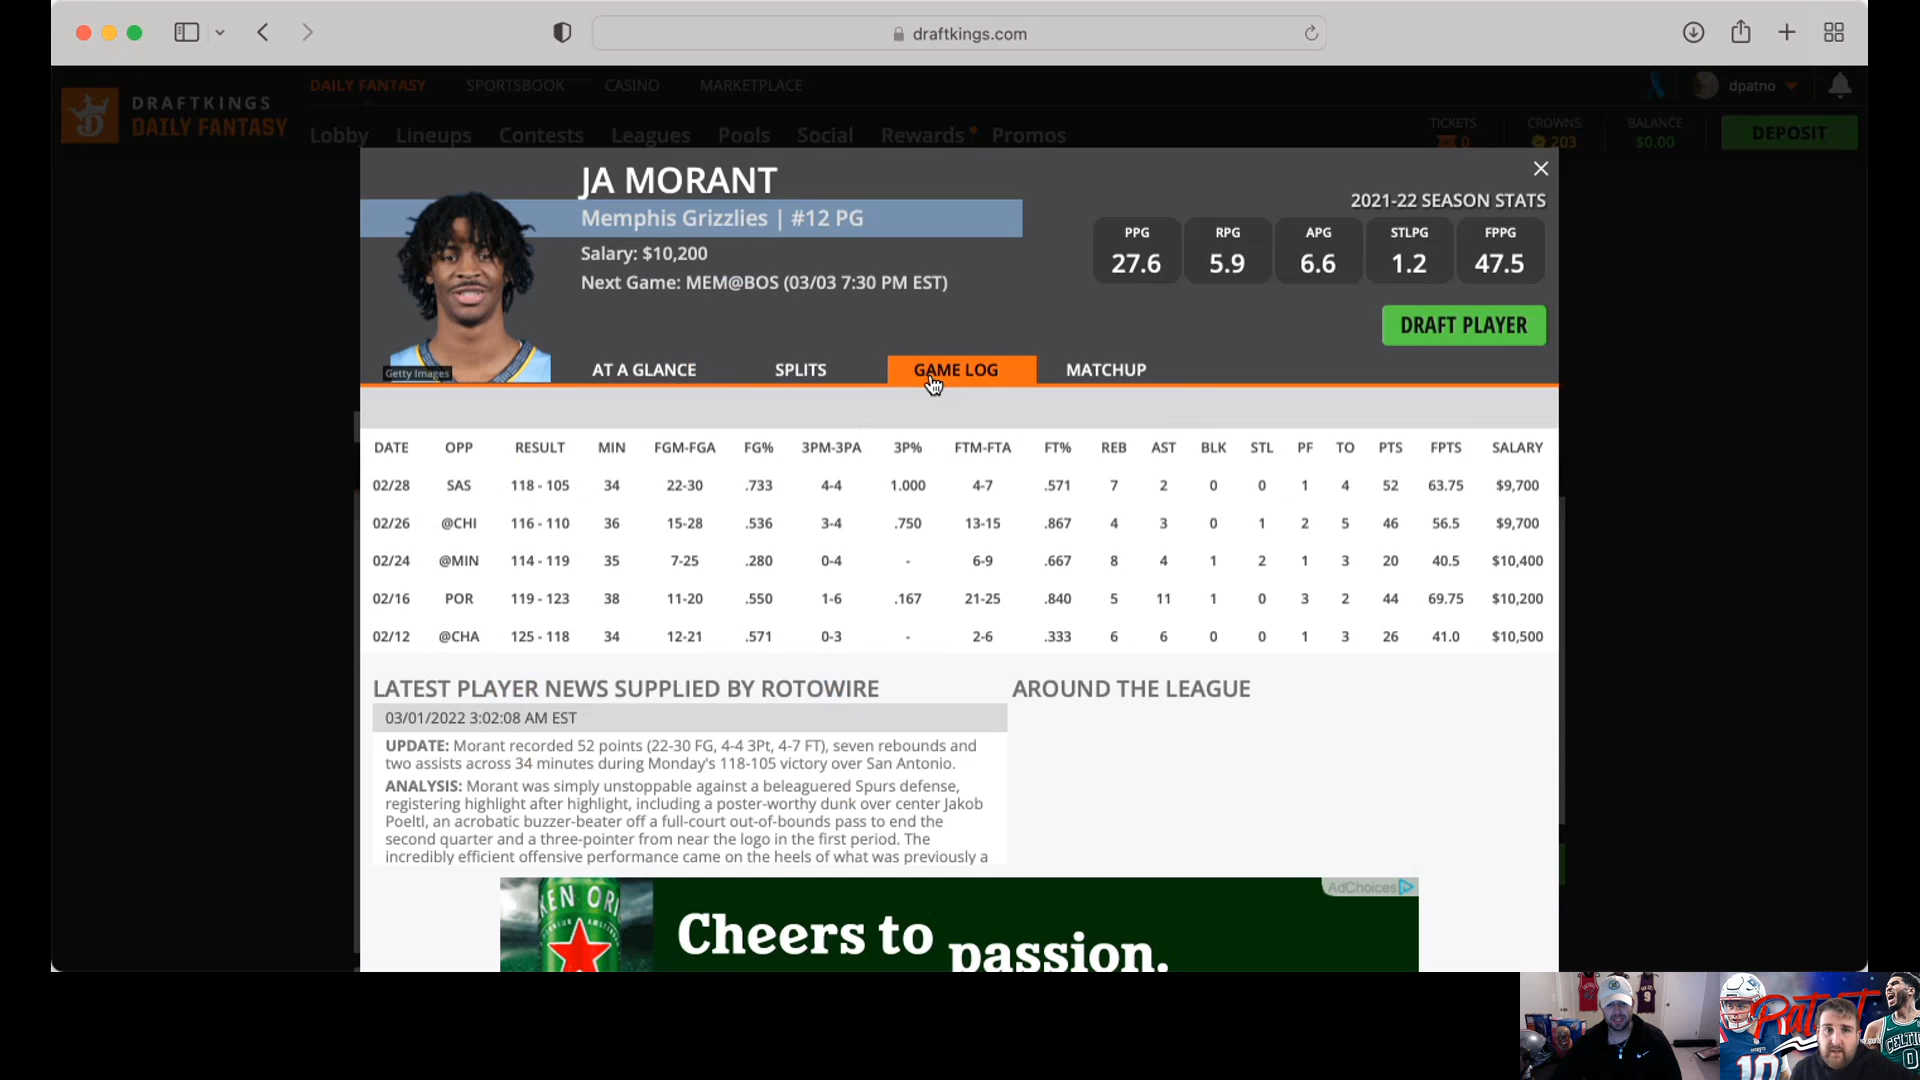 draftkings.com
DRAFTKINGS
DAILY FANTASY
DAILY FANTASY SPORTSBOOK CASINO MARKETPLACE
dpatno
Lobby Lineups Contests Leagues Pools Social Rewards Promos
TICKETS CROWNS BALANCE
0 203 $0.00
DEPOSIT
JA MORANT
Memphis Grizzlies | #12 PG
Salary: $10,200
Next Game: MEM@BOS (03/03 7:30 PM EST)
Getty Images
2021-22 SEASON STATS
PPG RPG APG STLPG FPPG
27.6 5.9 6.6 1.2 47.5
DRAFT PLAYER
AT A GLANCE SPLITS GAME LOG MATCHUP
DATE OPP RESULT MIN FGM-FGA FG% 3PM-3PA 3P% FTM-FTA FT% REB AST BLK STL PF TO PTS FPTS SALARY
02/28 SAS 118 - 105 34 22-30 .733 4-4 1.000 4-7 .571 7 2 0 0 1 4 52 63.75 $9,700
02/26 @CHI 116 - 110 36 15-28 .536 3-4 .750 13-15 .867 4 3 0 1 2 5 46 56.5 $9,700
02/24 @MIN 114 - 119 35 7-25 .280 0-4 - 6-9 .667 8 4 1 2 1 3 20 40.5 $10,400
02/16 POR 119 - 123 38 11-20 .550 1-6 .167 21-25 .840 5 11 1 0 3 2 44 69.75 $10,200
02/12 @CHA 125 - 118 34 12-21 .571 0-3 - 2-6 .333 6 6 0 0 1 3 26 41.0 $10,500
LATEST PLAYER NEWS SUPPLIED BY ROTOWIRE
03/01/2022 3:02:08 AM EST
UPDATE: Morant recorded 52 points (22-30 FG, 4-4 3Pt, 4-7 FT), seven rebounds and
two assists across 34 minutes during Monday's 118-105 victory over San Antonio.
ANALYSIS: Morant was simply unstoppable against a beleaguered Spurs defense,
registering highlight after highlight, including a poster-worthy dunk over center Jakob
Poeltl, an acrobatic buzzer-beater off a full-court out-of-bounds pass to end the
second quarter and a three-pointer from near the logo in the first period. The
incredibly efficient offensive performance came on the heels of what was previously a
AROUND THE LEAGUE
AdChoices
KEN ORI
Cheers to passion.
10
CELTIC
0